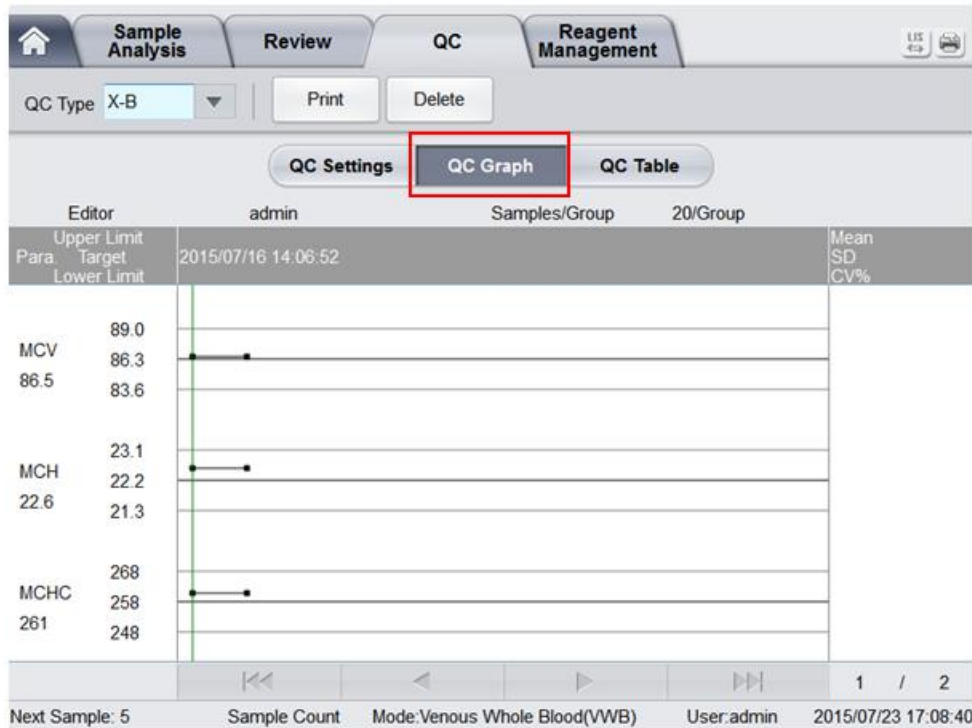 Sample Analysis Review QC Reagent Management LIS
QC Type X-B Print Delete
QC Settings QC Graph QC Table
Editor admin Samples/Group 20/Group
Upper Limit Mean
Para. Target 2015/07/16 14:06:52 SD
Lower Limit CV%
89.0
MCV 86.3
86.5 83.6
23.1
MCH 22.2
22.6 21.3
268
MCHC 258
261 248
1 / 2
Next Sample: 5 Sample Count Mode:Venous Whole Blood(VWB) User:admin 2015/07/23 17:08:40